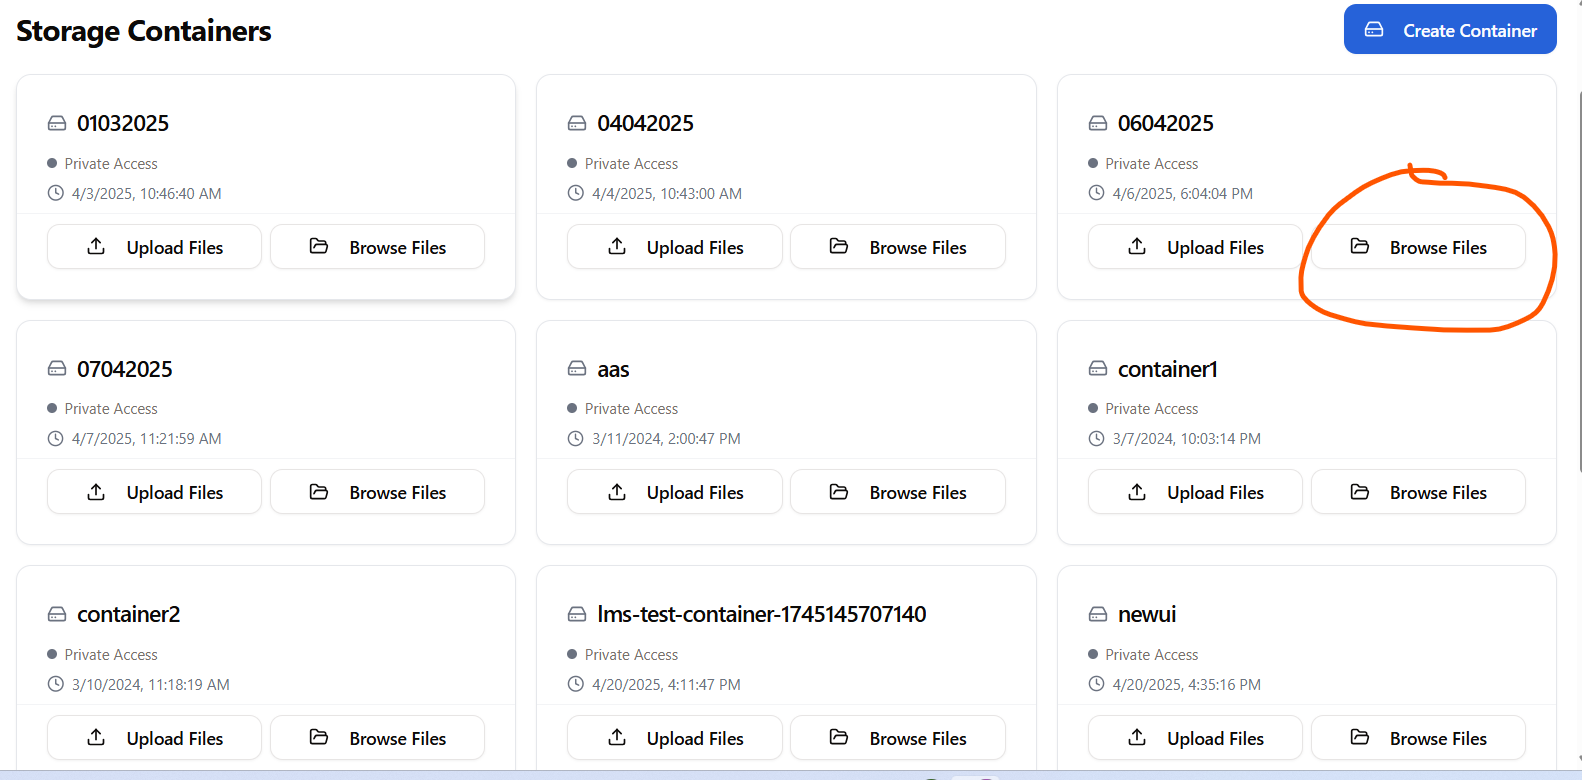 Storage Containers
Create Container
01032025
Private Access
4/3/2025, 10:46:40 AM
Upload Files
Browse Files
04042025
Private Access
4/4/2025, 10:43:00 AM
Upload Files
Browse Files
06042025
Private Access
4/6/2025, 6:04:04 PM
Upload Files
Browse Files
07042025
Private Access
4/7/2025, 11:21:59 AM
Upload Files
Browse Files
aas
Private Access
3/11/2024, 2:00:47 PM
Upload Files
Browse Files
container1
Private Access
3/7/2024, 10:03:14 PM
Upload Files
Browse Files
container2
Private Access
3/10/2024, 11:18:19 AM
Upload Files
Browse Files
lms-test-container-1745145707140
Private Access
4/20/2025, 4:11:47 PM
Upload Files
Browse Files
newui
Private Access
4/20/2025, 4:35:16 PM
Upload Files
Browse Files